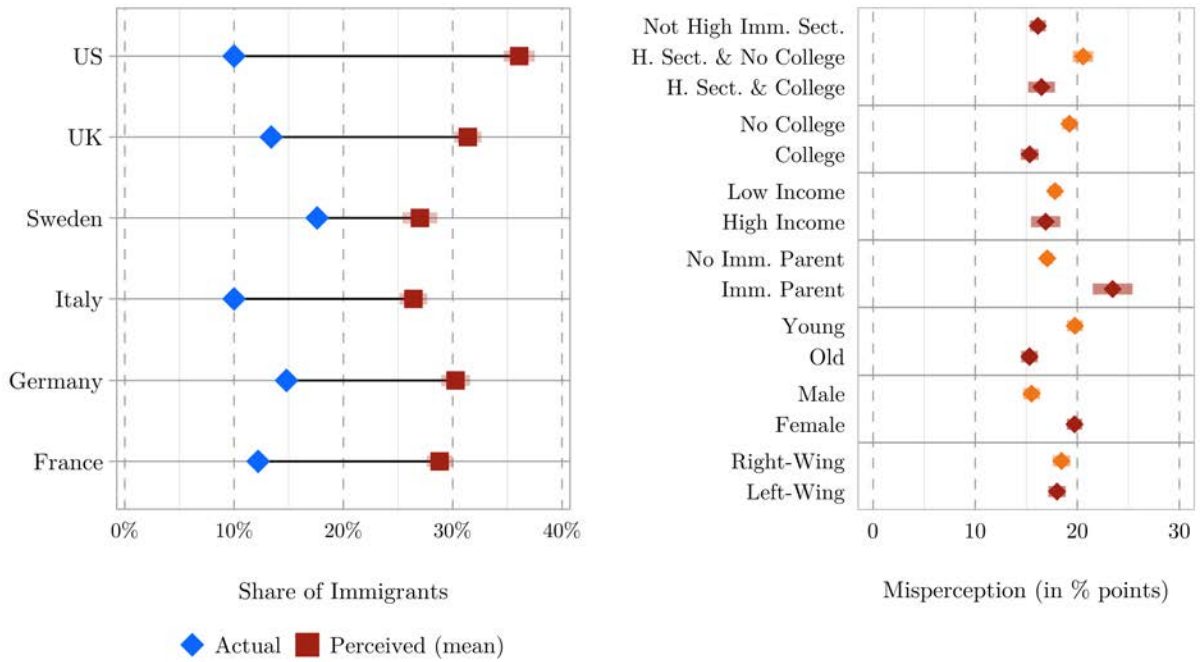 US
UK
Sweden
Italy
Germany
France
0% 10% 20% 30% 40%
Share of Immigrants
Actual Perceived (mean)
Not High Imm. Sect.
H. Sect. & No College
H. Sect. & College
No College
College
Low Income
High Income
No Imm. Parent
Imm. Parent
Young
Old
Male
Female
Right-Wing
Left-Wing
0 10 20 30
Misperception (in % points)